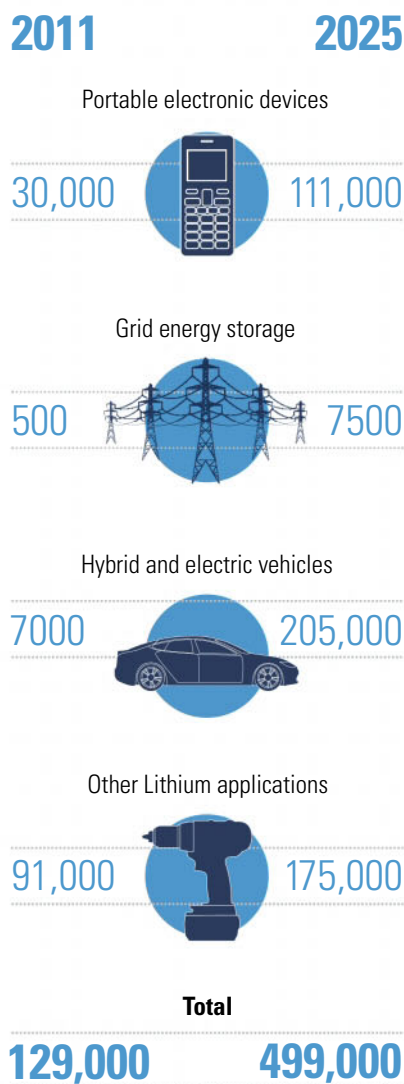 2011 2025
Portable electronic devices
30,000 111,000
Grid energy storage
500 7500
Hybrid and electric vehicles
7000 205,000
Other Lithium applications
91,000 175,000
Total
129,000 499,000